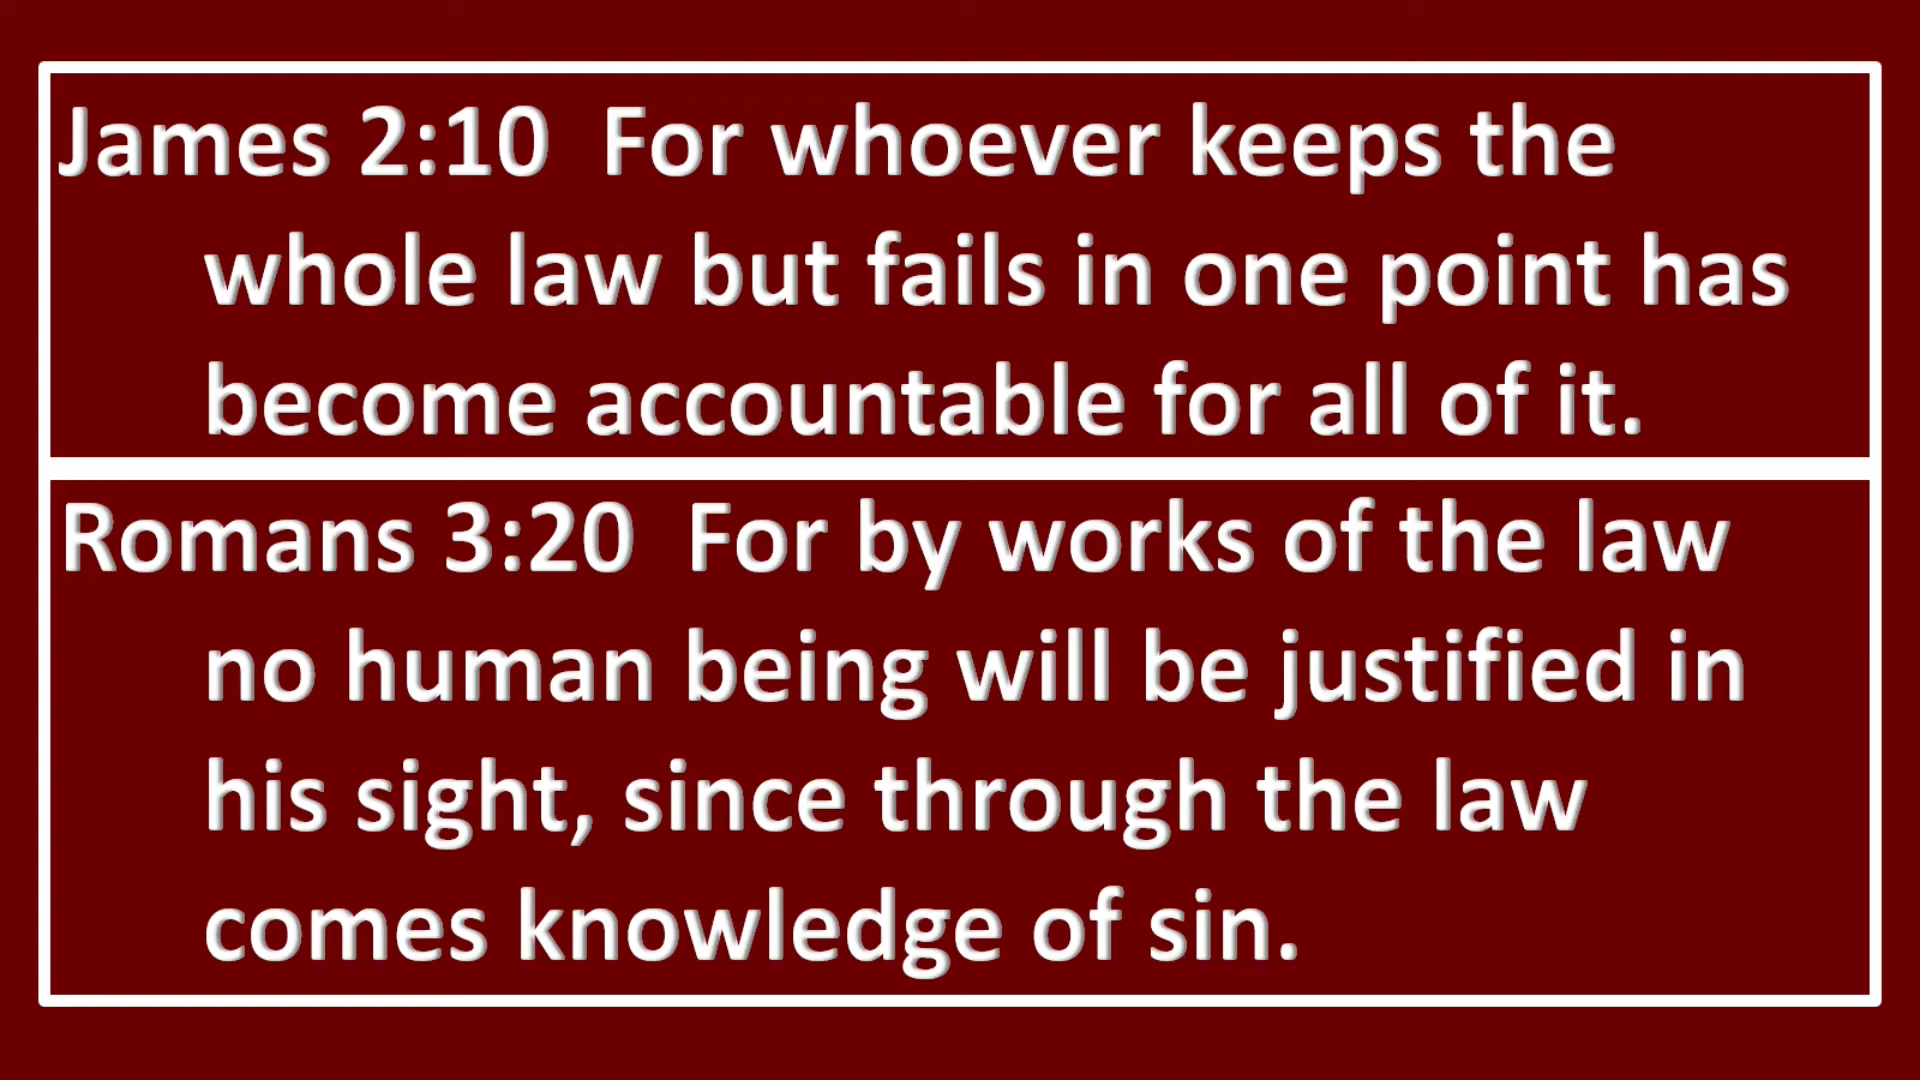 James 2:10  For whoever keeps the
whole law but fails in one point has
become accountable for all of it.
Romans 3:20  For by works of the law
no human being will be justified in
his sight, since through the law
comes knowledge of sin.